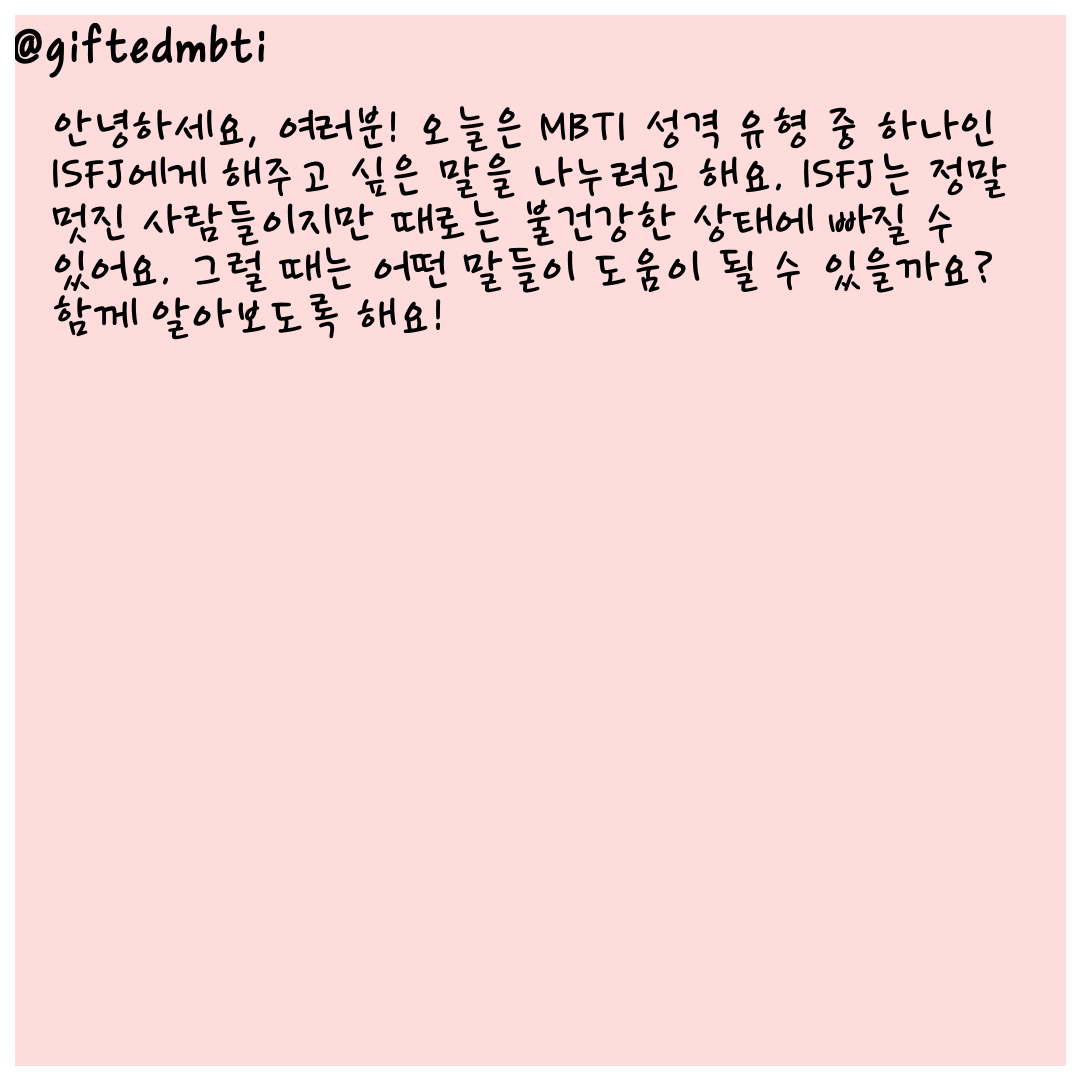 @giftedmbti
안녕하세요, 여러분! 오늘은 MBTI 성격 유형 중 하나인
ISFJ에게 해주고 싶은 말을 나누려고 해요. ISFJ는 정말
멋진 사람들이지만 때로는 불건강한 상태에 빠질 수
있어요. 그럴 때는 어떤 말들이 도움이 될 수 있을까요?
함께 알아보도록 해요!